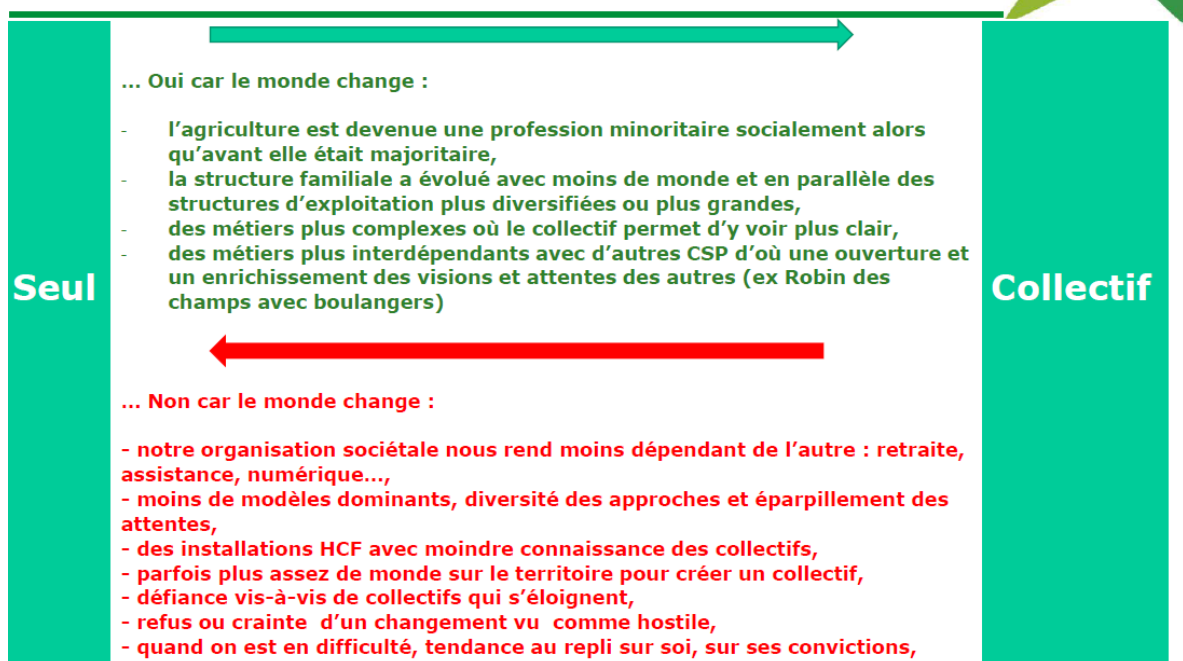 ... Oui car le monde change :
- l’agriculture est devenue une profession minoritaire socialement alors
qu’avant elle était majoritaire,
- la structure familiale a évolué avec moins de monde et en parallèle des
structures d’exploitation plus diversifiées ou plus grandes,
- des métiers plus complexes où le collectif permet d’y voir plus clair,
- des métiers plus interdépendants avec d’autres CSP d’où une ouverture et
un enrichissement des visions et attentes des autres (ex Robin des
champs avec boulangers)
Seul
Collectif
... Non car le monde change :
- notre organisation sociétale nous rend moins dépendant de l’autre : retraite,
assistance, numérique...,
- moins de modèles dominants, diversité des approches et éparpillement des
attentes,
- des installations HCF avec moindre connaissance des collectifs,
- parfois plus assez de monde sur le territoire pour créer un collectif,
- défiance vis-à-vis de collectifs qui s’éloignent,
- refus ou crainte  d’un changement vu  comme hostile,
- quand on est en difficulté, tendance au repli sur soi, sur ses convictions,